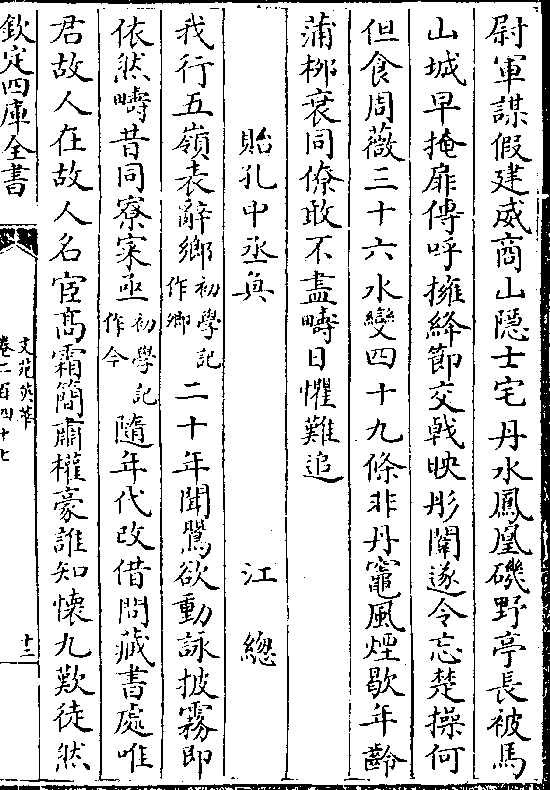 尉軍謀假建威商山隱士宅丹水鳳凰磯野亭長被馬
山城早掩扉傳呼擁絳節交㦸映彤闈遂令忘楚操何
但食周薇三十六水變四十九條非丹竈風煙歇年齡
蒲栁衰同僚敢不盡疇日懼難追
貽孔中丞奐 江總
我行五嶺表辭鄉初學記作鄉二十年聞鶯欲動詠披霧即
依然疇昔同寮寀亟初學記作今隨年代改借問藏書處唯
君故人在故人名宦髙霜簡肅權豪誰知懷九歎徒然
欽定四庫全書
文苑英華
卷二百四十七
十三